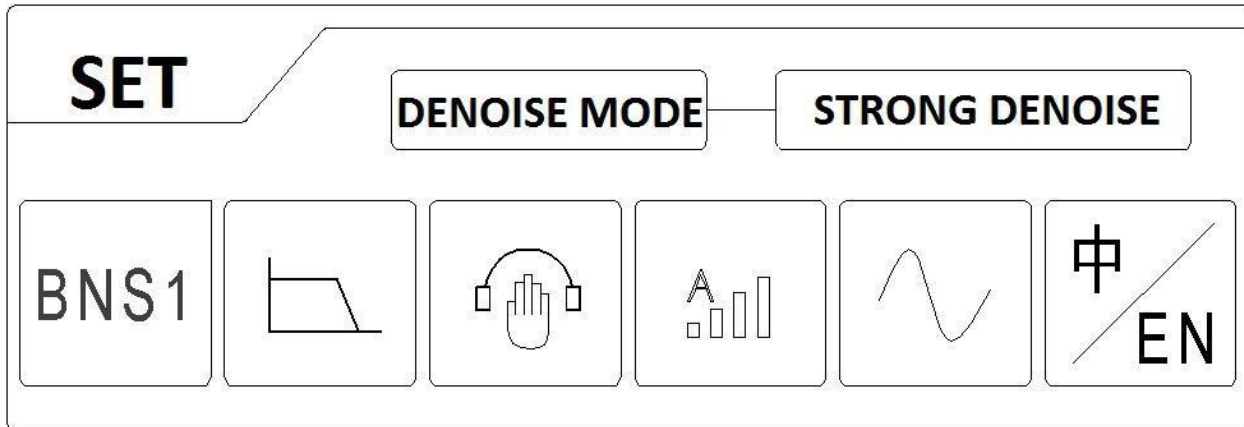 SET
DENOISE MODE
STRONG DENOISE
BNS1
A
中
EN